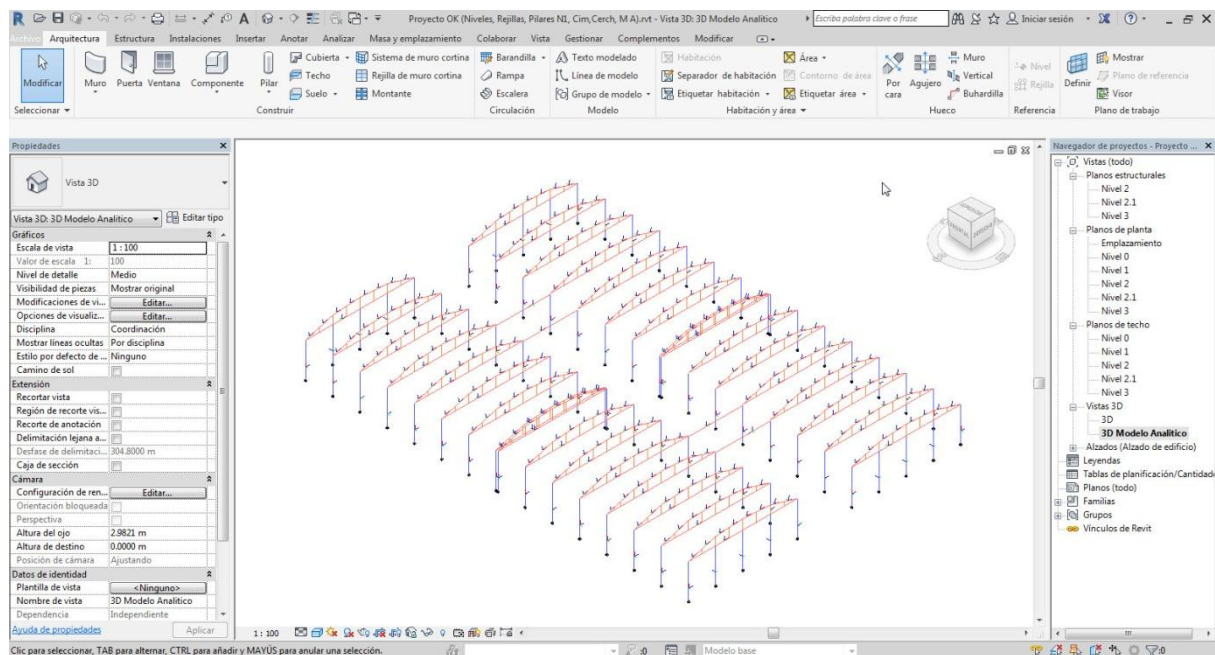 Proyecto OK (Niveles, Rejillas, Pilares N1, Cim,Cerch, M A).rvt - Vista 3D: 3D Modelo Analitico
Escriba palabra clave o frase
Iniciar sesión
Archivo Arquitectura Estructura Instalaciones Insertar Anotar Analizar Masa y emplazamiento Colaborar Vista Gestionar Complementos Modificar
Modificar
Muro Puerta Ventana Componente Pilar
Cubierta
Techo
Suelo
Sistema de muro cortina
Rejilla de muro cortina
Montante
Barandilla
Rampa
Escalera
Texto modelado
Línea de modelo
Grupo de modelo
Habitación
Separador de habitación
Etiquetar habitación
Área
Contorno de área
Etiquetar área
Por cara
Agujero
Muro
Vertical
Buhardilla
Nivel
Rejilla
Definir
Mostrar
Plano de referencia
Visor
Seleccionar Construir Circulación Modelo Habitación y área Hueco Referencia Plano de trabajo
Propiedades
Vista 3D
Vista 3D: 3D Modelo Analitico Editar tipo
Gráficos
Escala de vista 1 : 100
Valor de escala 1: 100
Nivel de detalle Medio
Visibilidad de piezas Mostrar original
Modificaciones de vi... Editar...
Opciones de visualiz... Editar...
Disciplina Coordinación
Mostrar líneas ocultas Por disciplina
Estilo por defecto de ... Ninguno
Camino de sol
Extensión
Recortar vista
Región de recorte vis...
Recorte de anotación
Delimitación lejana a...
Desfase de delimitaci... 304.8000 m
Caja de sección
Cámara
Configuración de ren... Editar...
Orientación bloqueada
Perspectiva
Altura del ojo 2.9821 m
Altura de destino 0.0000 m
Posición de cámara Ajustando
Datos de identidad
Plantilla de vista <Ninguno>
Nombre de vista 3D Modelo Analitico
Dependencia Independiente
Ayuda de propiedades Aplicar
1 : 100
Navegador de proyectos - Proyecto ...
Vistas (todo)
Planos estructurales
Nivel 2
Nivel 2.1
Nivel 3
Planos de planta
Emplazamiento
Nivel 0
Nivel 1
Nivel 2
Nivel 2.1
Nivel 3
Planos de techo
Nivel 0
Nivel 1
Nivel 2
Nivel 2.1
Nivel 3
Vistas 3D
3D
3D Modelo Analitico
Alzados (Alzado de edificio)
Leyendas
Tablas de planificación/Cantidade
Planos (todo)
Familias
Grupos
Vínculos de Revit
Clic para seleccionar, TAB para alternar, CTRL para añadir y MAYÚS para anular una selección.
:0
Modelo base
:0